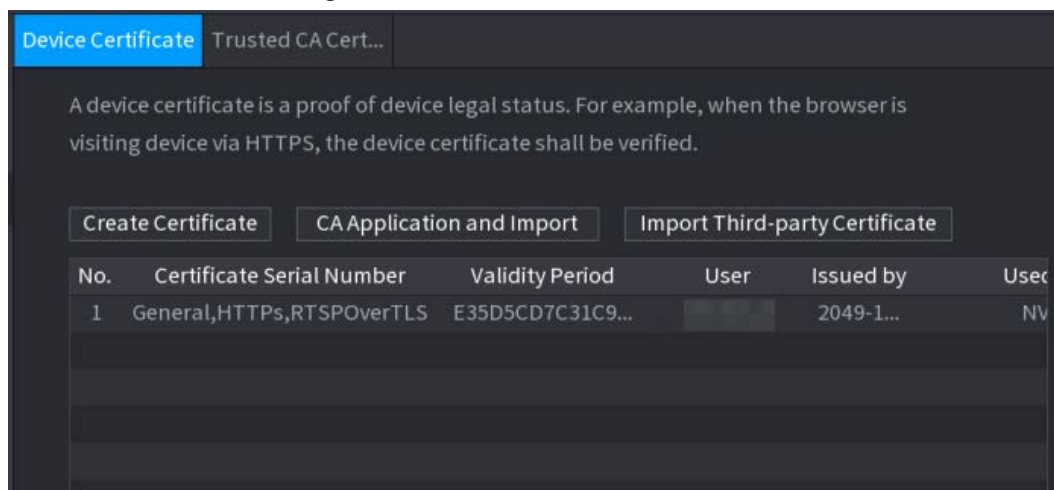 Device Certificate Trusted CA Cert...
A device certificate is a proof of device legal status. For example, when the browser is
visiting device via HTTPS, the device certificate shall be verified.
Create Certificate CA Application and Import Import Third-party Certificate
No. Certificate Serial Number Validity Period User Issued by Used
1 General,HTTPs,RTSPOverTLS E35D5CD7C31C9... 2049-1... NV